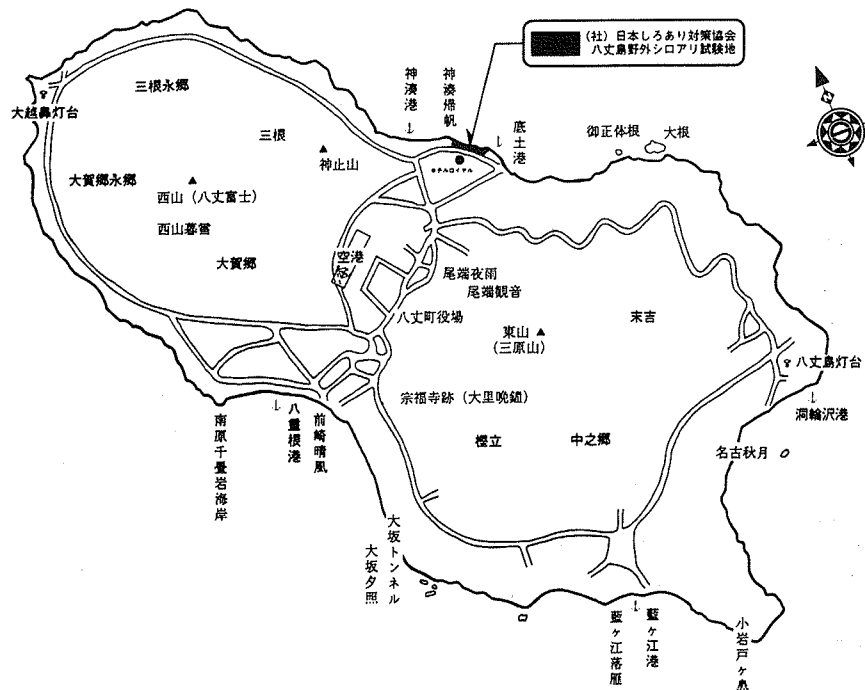 (社)日本しろあり対策協会
八丈島野外シロアリ試験地
三根永郷
大越鼻灯台
三根
神止山
神湊港
神湊帰帆
底土港
御正体根
大根
ホテルロイヤル
大賀郷永郷
西山(八丈富士)
西山暮雪
大賀郷
空港
尾端夜雨
尾端観音
八丈町役場
東山
(三原山)
末吉
八丈島灯台
洞輪沢港
宗福寺跡(大里晩鐘)
樫立
中之郷
名古秋月
南原千畳岩海岸
八重根港
前崎晴嵐
大坂トンネル
大坂夕照
藍ヶ江落雁
藍ヶ江港
小岩戸ヶ鼻